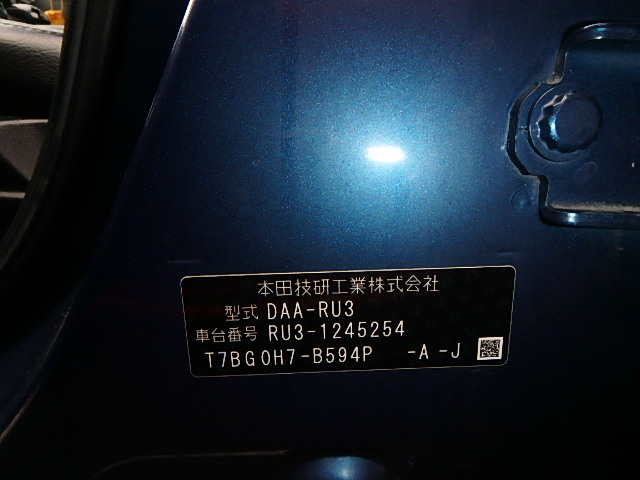 本田技研工業株式会社
型式 DAA-RU3
車台番号 RU3-1245254
T7BG0H7-B594P -A-J